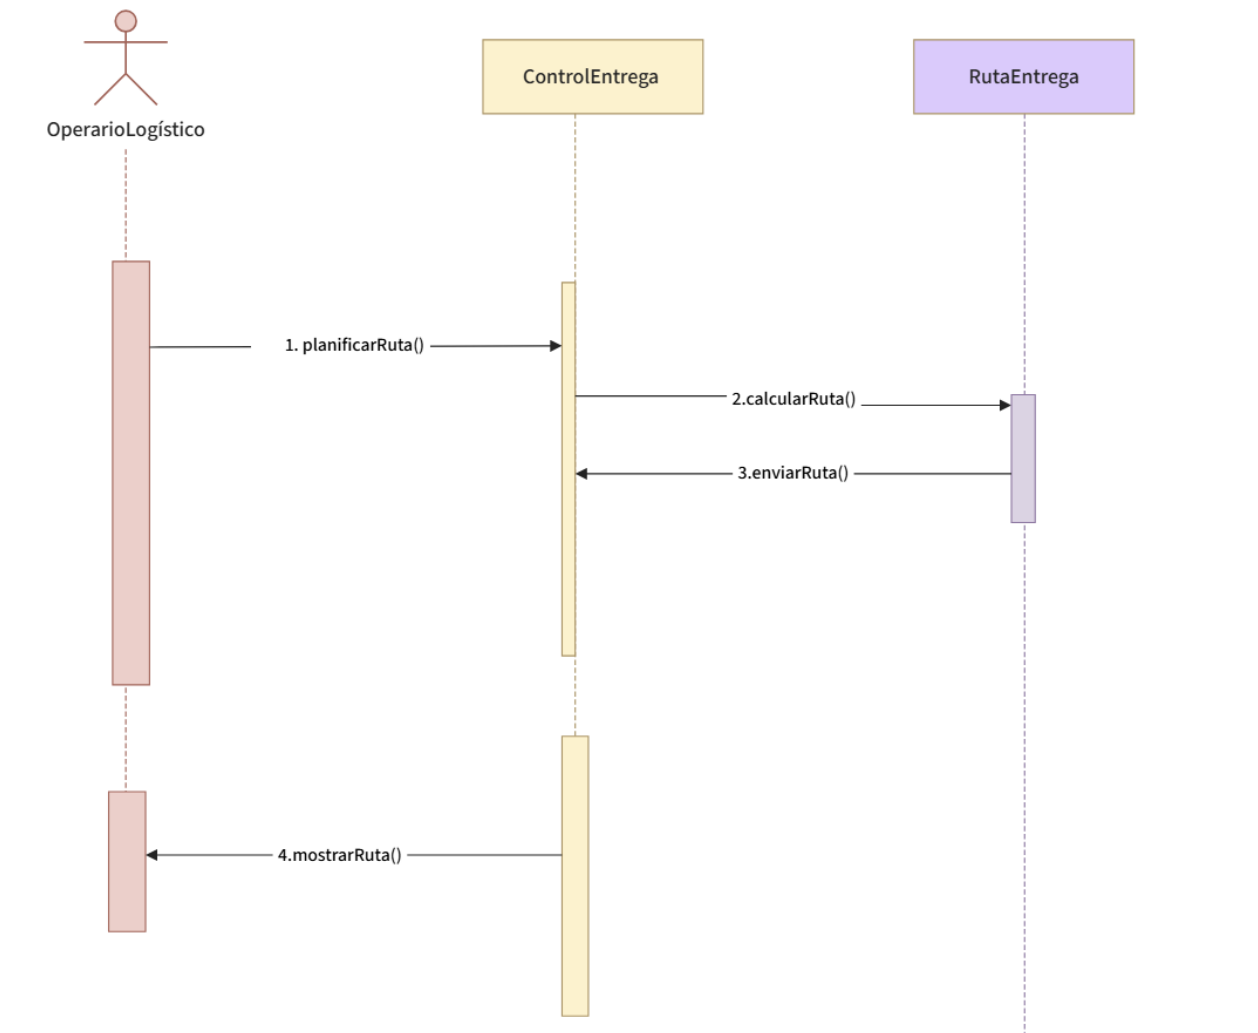 ControlEntrega
RutaEntrega
OperarioLogístico
1. planificarRuta()
2.calcularRuta()
3.enviarRuta()
4.mostrarRuta()